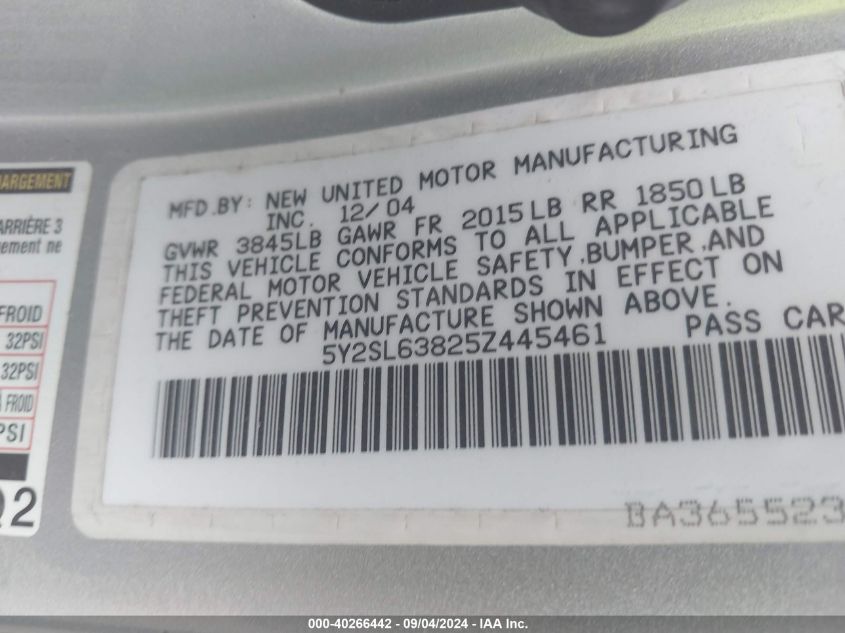 HARGEMENT
ARRIÈRE 3
gement ne
FROID
32PSI
32PSI
FROID
PSI
2
MFD.BY: NEW UNITED MOTOR MANUFACTURING
INC. 12/04
GVWR 3845LB GAWR FR 2015LB RR 1850LB
THIS VEHICLE CONFORMS TO ALL APPLICABLE
FEDERAL MOTOR VEHICLE SAFETY,BUMPER,AND
THEFT PREVENTION STANDARDS IN EFFECT ON
THE DATE OF MANUFACTURE SHOWN ABOVE.
5Y2SL63825Z445461 PASS CAR
BA365523
000-40266442 - 09/04/2024 - IAA Inc.